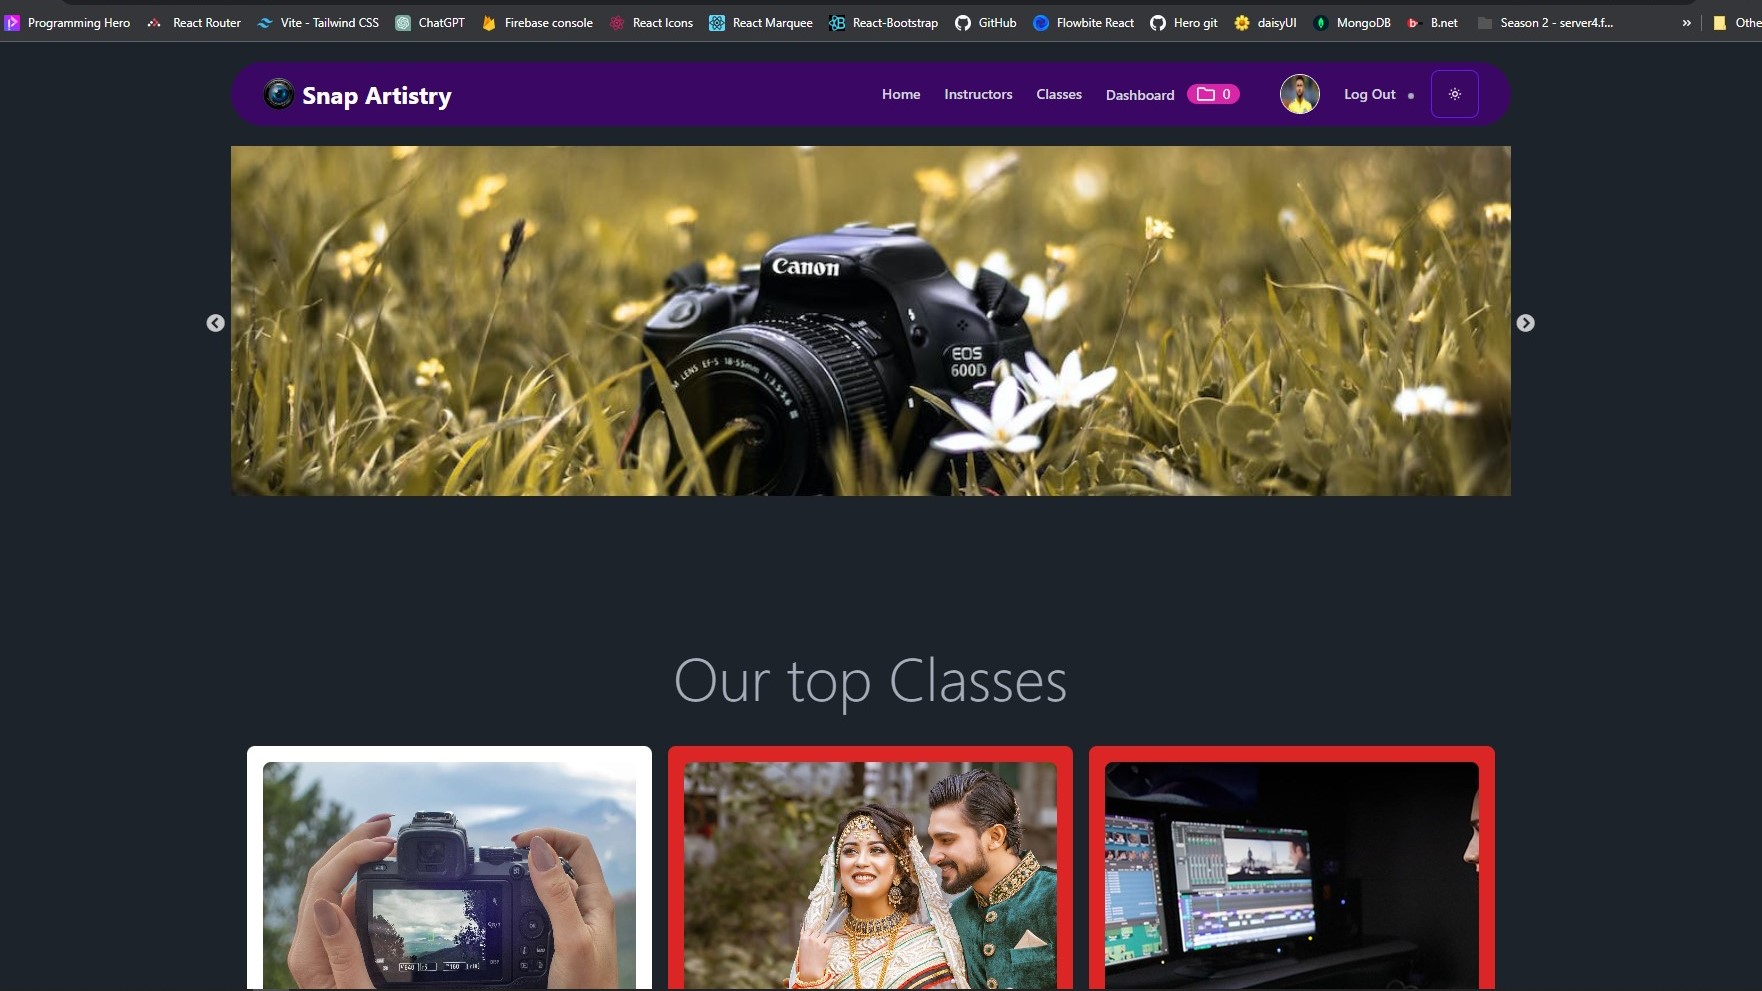 Programming Hero React Router Vite - Tailwind CSS ChatGPT Firebase console React Icons React Marquee React-Bootstrap GitHub Flowbite React Hero git daisyUI MongoDB B.net Season 2 - server4.f... » Othe
Snap Artistry Home Instructors Classes Dashboard 0 Log Out
Canon
EOS
600D
LENS EF-S 18-55mm 1:3.5-5.6 III
Our top Classes